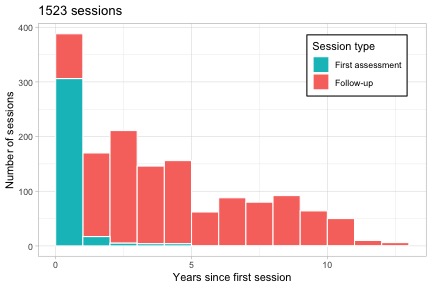 1523 sessions
Number of sessions
400
300
200
100
0
Session type
First assessment
Follow-up
0 5 10
Years since first session